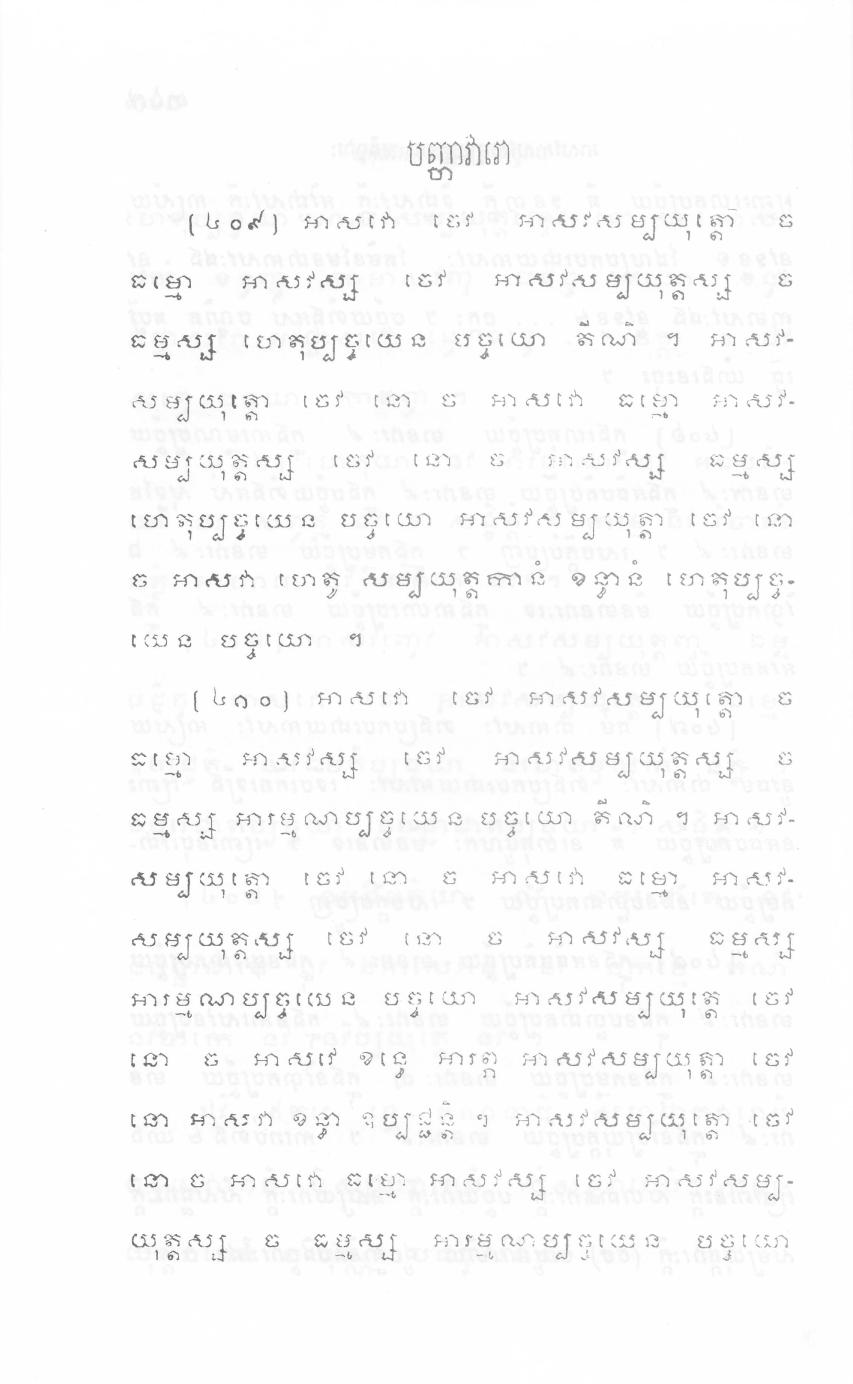 បញ្ហាវារោ
(៤០៩) អាសវោ ចេវ អាសវសម្បយុត្តោ ច
ធម្មោ អាសវស្ស ចេវ អាសវសម្បយុត្តស្ស ច
ធម្មស្ស ហេតុប្បច្ចយេន បច្ចយោ តីណិ ។ អាសវ-
សម្បយុត្តោ ចេវ នោ ច អាសវោ ធម្មោ អាសវ-
សម្បយុត្តស្ស ចេវ នោ ច អាសវស្ស ធម្មស្ស
ហេតុប្បច្ចយេន បច្ចយោ អាសវសម្បយុត្តា ចេវ នោ
ច អាសវា ហេតូ សម្បយុត្តកានំ ខន្ធានំ ហេតុប្បច្ច-
យេន បច្ចយោ ។
(៤១០) អាសវោ ចេវ អាសវសម្បយុត្តោ ច
ធម្មោ អាសវស្ស ចេវ អាសវសម្បយុត្តស្ស ច
ធម្មស្ស អារម្មណប្បច្ចយេន បច្ចយោ តីណិ ។ អាសវ-
សម្បយុត្តោ ចេវ នោ ច អាសវោ ធម្មោ អាសវ-
សម្បយុត្តស្ស ចេវ នោ ច អាសវស្ស ធម្មស្ស
អារម្មណប្បច្ចយេន បច្ចយោ អាសវសម្បយុត្តេ ចេវ
នោ ច អាសវេ ខន្ធេ អារព្ភ អាសវសម្បយុត្តា ចេវ
នោ អាសវា ខន្ធា ឧប្បជ្ជន្តិ ។ អាសវសម្បយុត្តោ ចេវ
នោ ច អាសវោ ធម្មោ អាសវស្ស ចេវ អាសវសម្ប-
យុត្តស្ស ច ធម្មស្ស អារម្មណប្បច្ចយេន បច្ចយោ